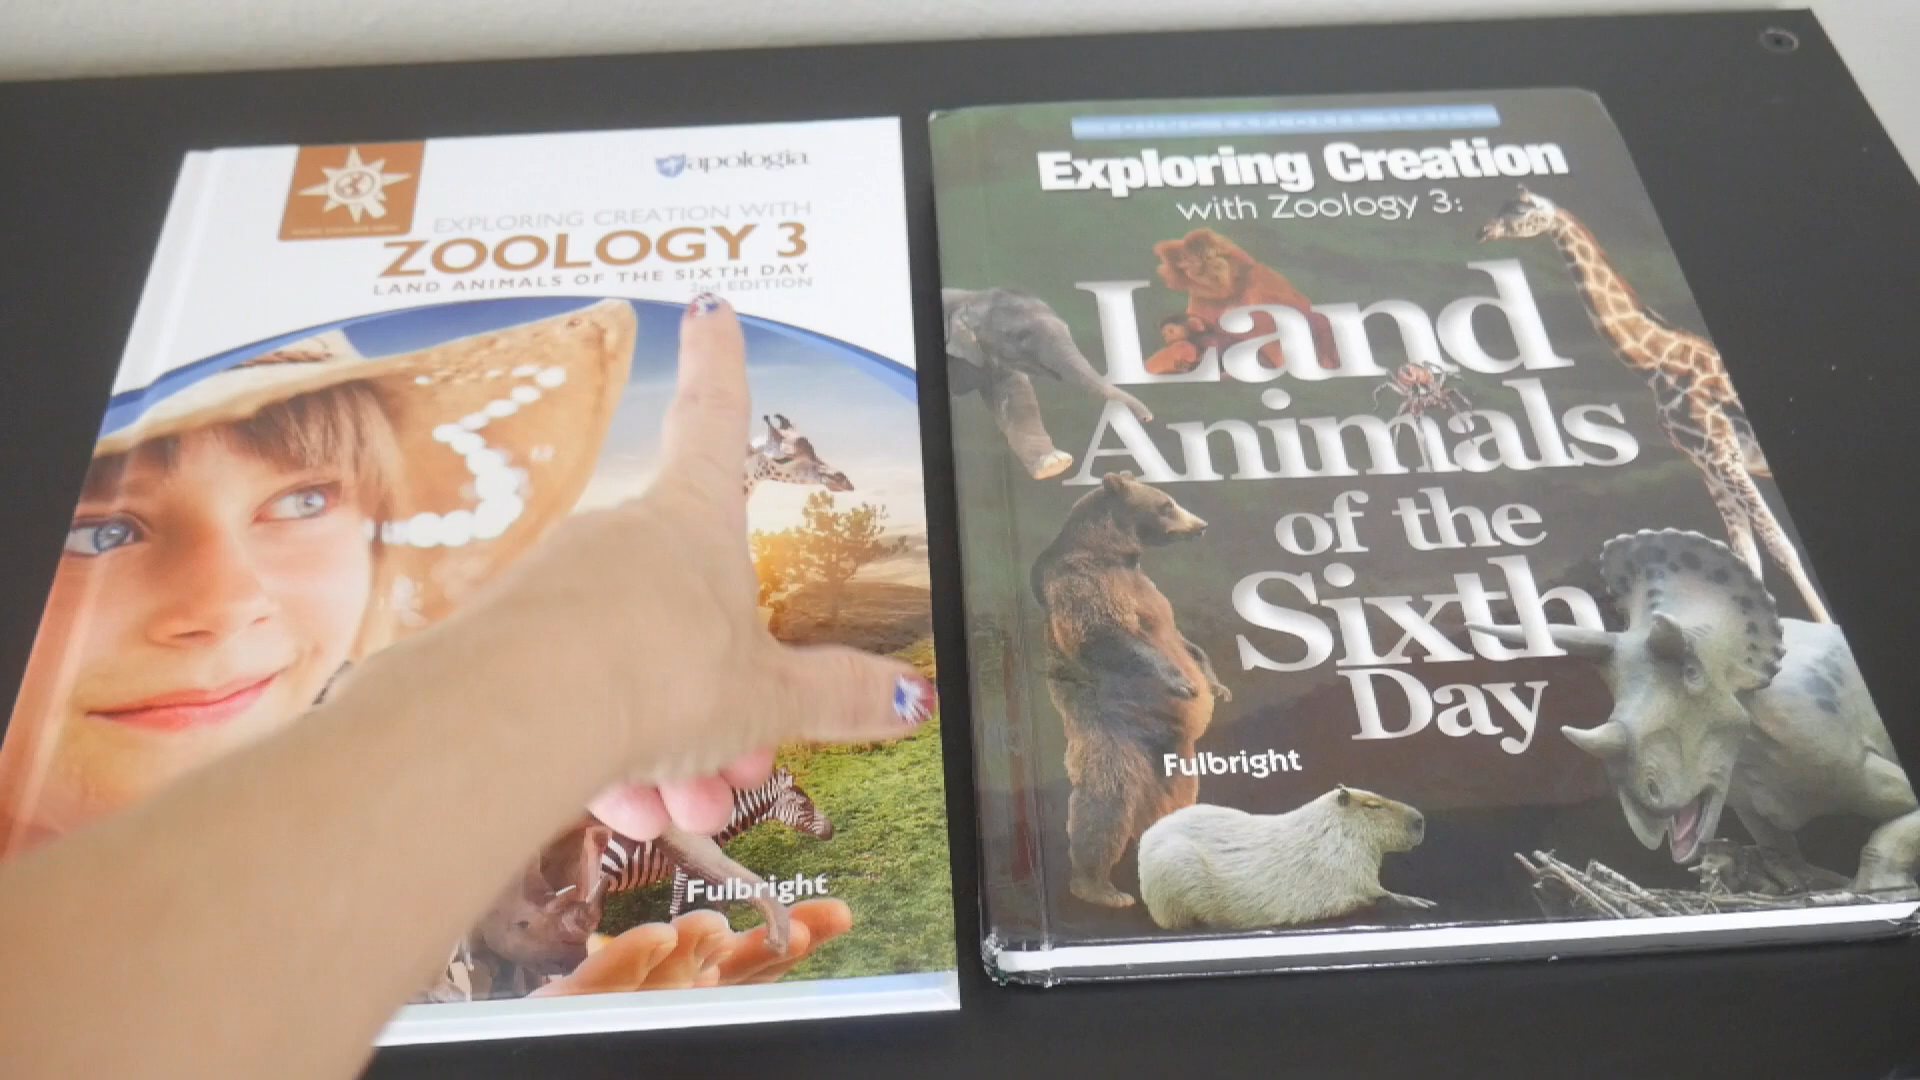 apologia
EXPLORING CREATION WITH
ZOOLOGY 3
LAND ANIMALS OF THE SIXTH DAY
2nd EDITION
Fulbright
Exploring Creation
with Zoology 3:
Land
Animals
of the
Sixth
Day
Fulbright